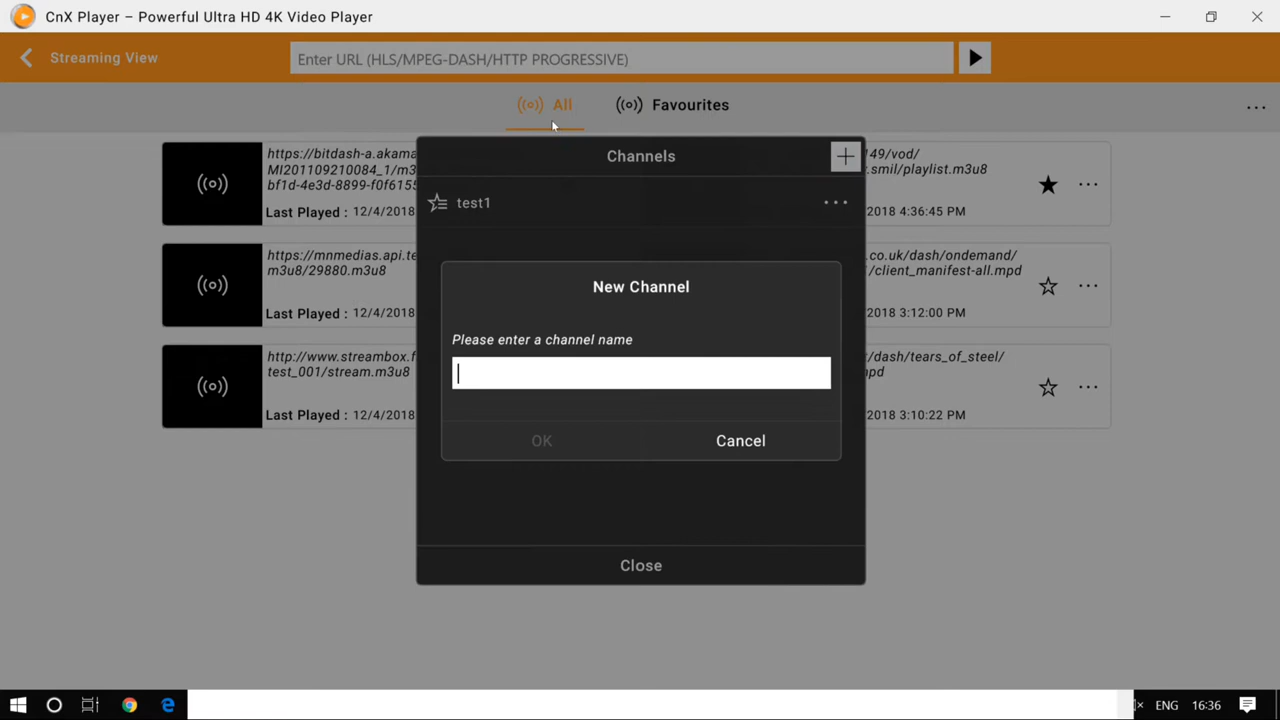 CnX Player – Powerful Ultra HD 4K Video Player
Streaming View
Enter URL (HLS/MPEG-DASH/HTTP PROGRESSIVE)
All
Favourites
Channels
test1
New Channel
Please enter a channel name
OK
Cancel
Close
https://bitdash-a.akama
MI201109210084_1/m3
bf1d-4e3d-8899-f0f6155
Last Played : 12/4/2018
https://mnmedias.api.te
m3u8/29880.m3u8
Last Played : 12/4/2018
http://www.streambox.f
test_001/stream.m3u8
Last Played : 12/4/2018
149/vod/
.smil/playlist.m3u8
2018 4:36:45 PM
.co.uk/dash/ondemand/
/client_manifest-all.mpd
2018 3:12:00 PM
/dash/tears_of_steel/
mpd
2018 3:10:22 PM
ENG
16:36